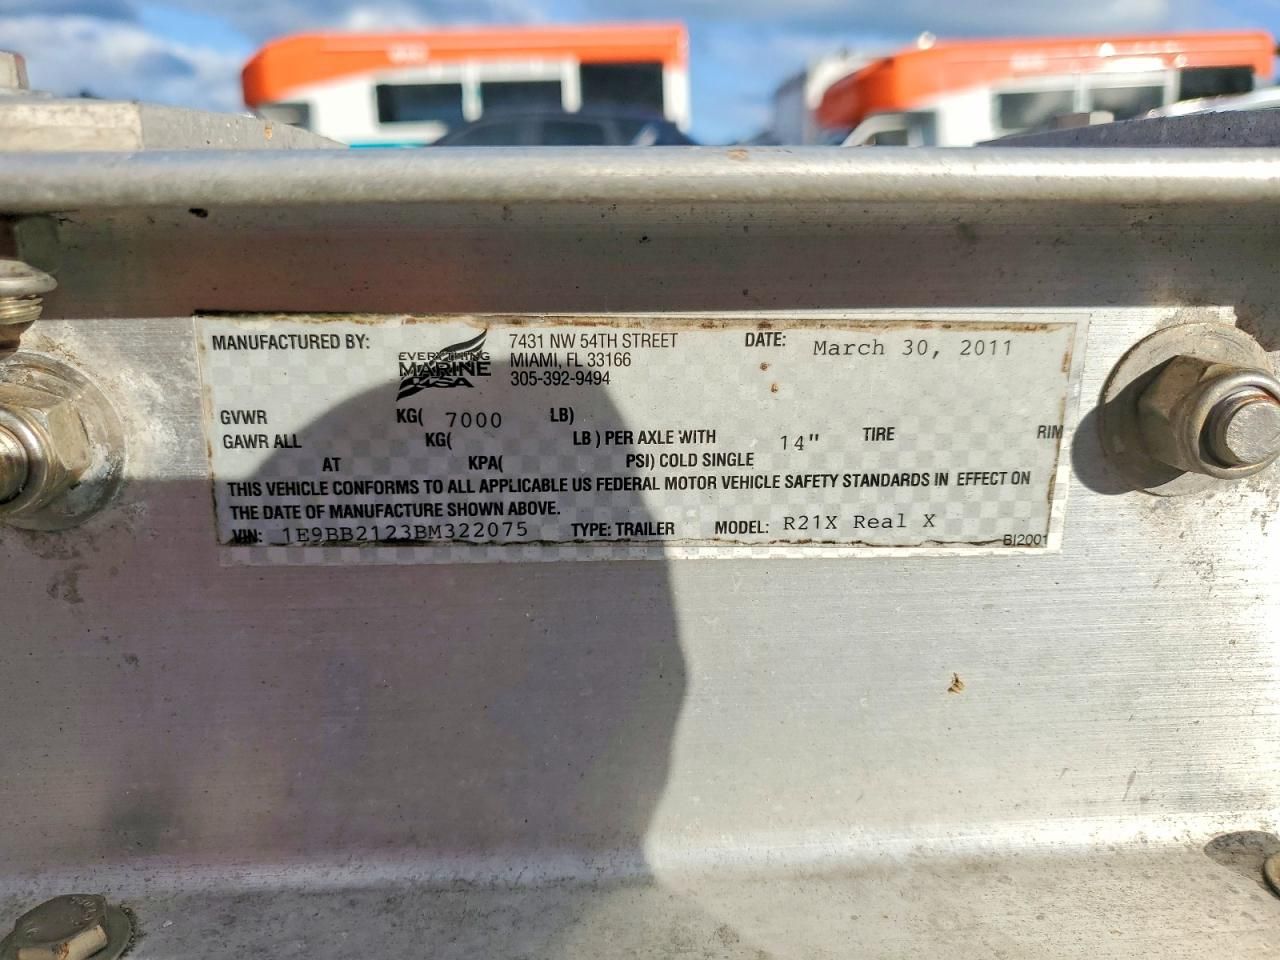 MANUFACTURED BY: EVERYTHING MARINE USA 7431 NW 54TH STREET DATE: March 30, 2011
MIAMI, FL 33166
305-392-9494
GVWR KG( 7000 LB)
GAWR ALL KG( LB ) PER AXLE WITH 14" TIRE RIM
AT KPA( PSI) COLD SINGLE
THIS VEHICLE CONFORMS TO ALL APPLICABLE US FEDERAL MOTOR VEHICLE SAFETY STANDARDS IN EFFECT ON
THE DATE OF MANUFACTURE SHOWN ABOVE.
VIN: 1E9BB2123BM322075 TYPE: TRAILER MODEL: R21X Real X
BI2001